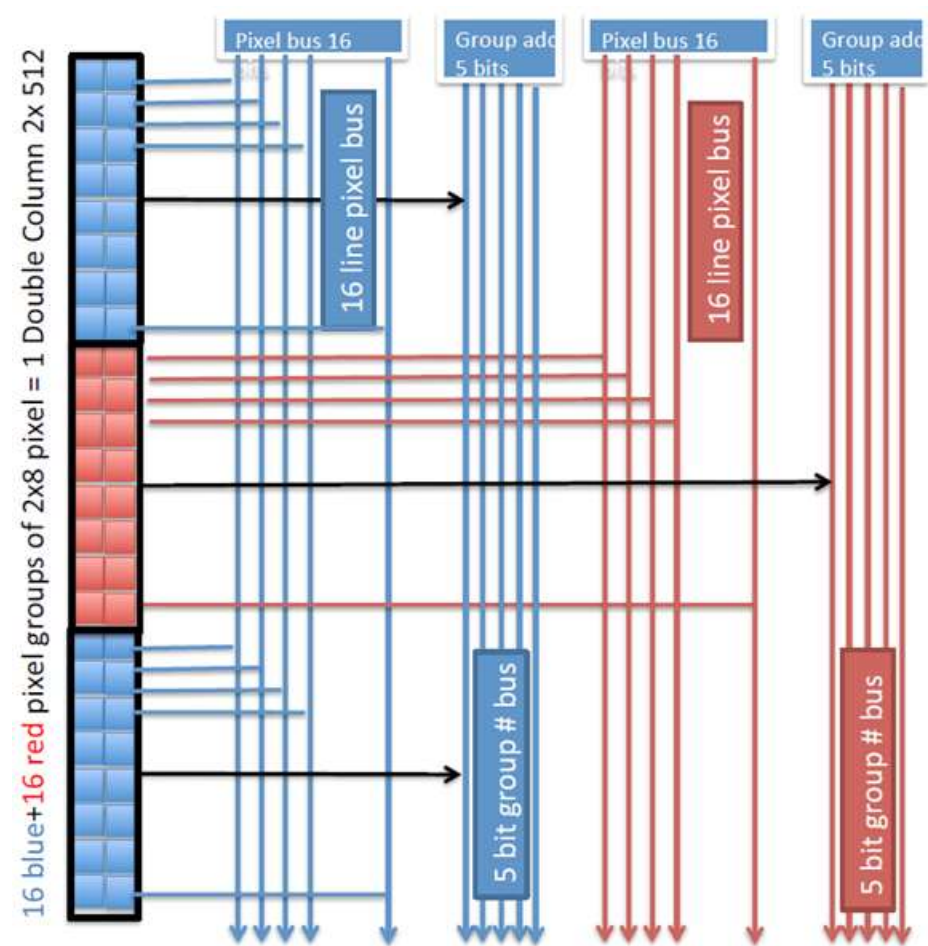 Pixel bus 16
bits
Group add
5 bits
Pixel bus 16
bits
Group add
5 bits
16 blue+16 red pixel groups of 2x8 pixel = 1 Double Column 2x 512
16 line pixel bus
16 line pixel bus
5 bit group # bus
5 bit group # bus